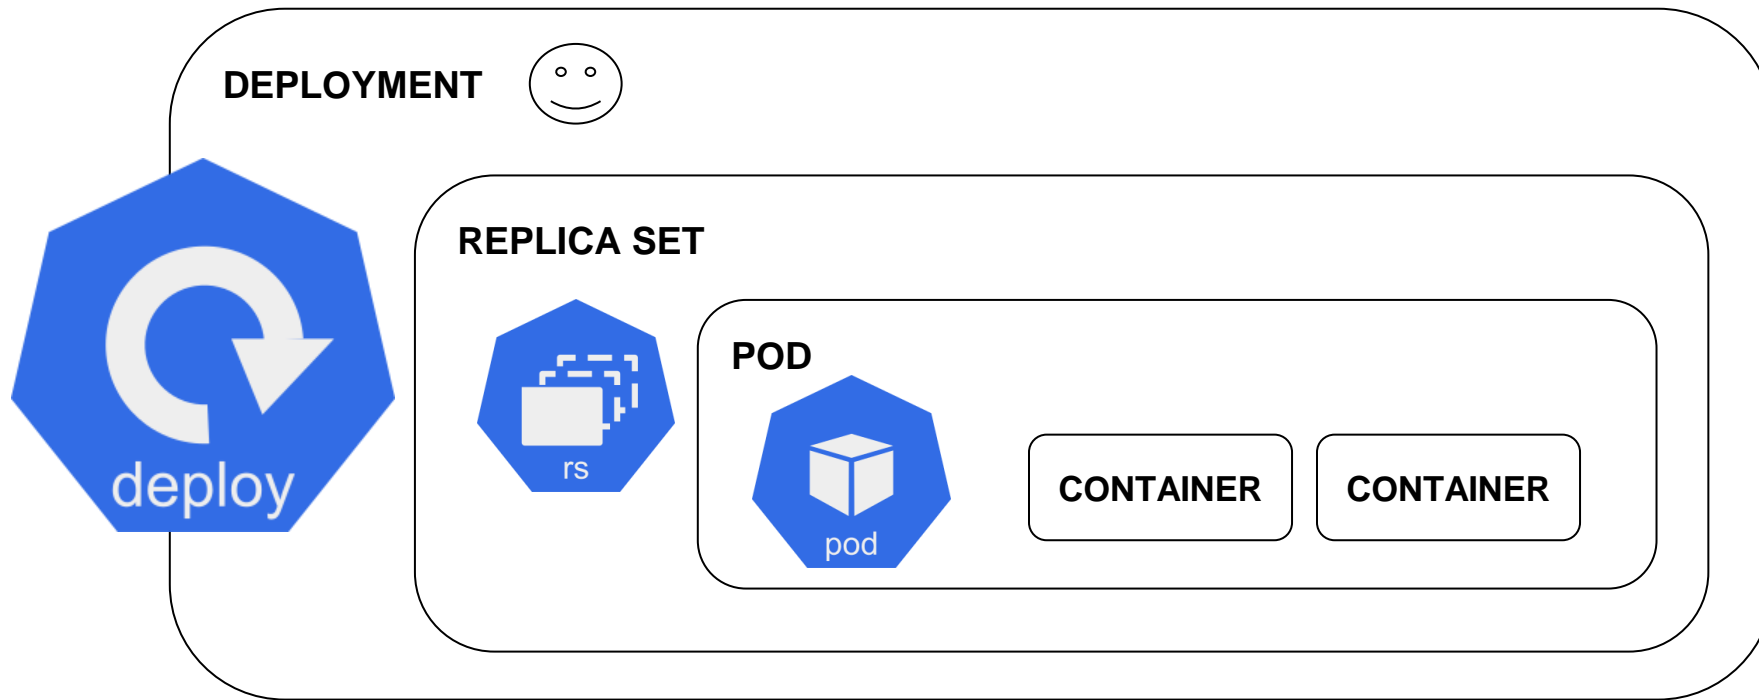 DEPLOYMENT
REPLICA SET
POD
deploy
rs
pod
CONTAINER
CONTAINER